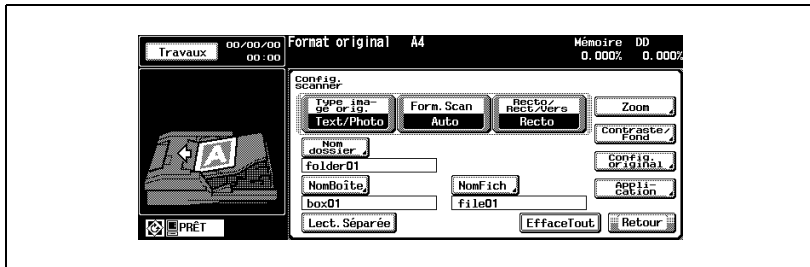 Travaux
00/00/00
00:00
Format original A4
Mémoire DD
0.000% 0.000%
Config.
scanner
Type ima-
ge orig.
Text/Photo
Form.Scan
Auto
Recto/
Rect/Vers
Recto
Zoom
Contraste/
Fond
Nom
dossier
folder01
Config.
original
NomBoîte
box01
NomFich
file01
Appli-
cation
A
PRÊT
Lect.Séparée
EffaceTout
Retour